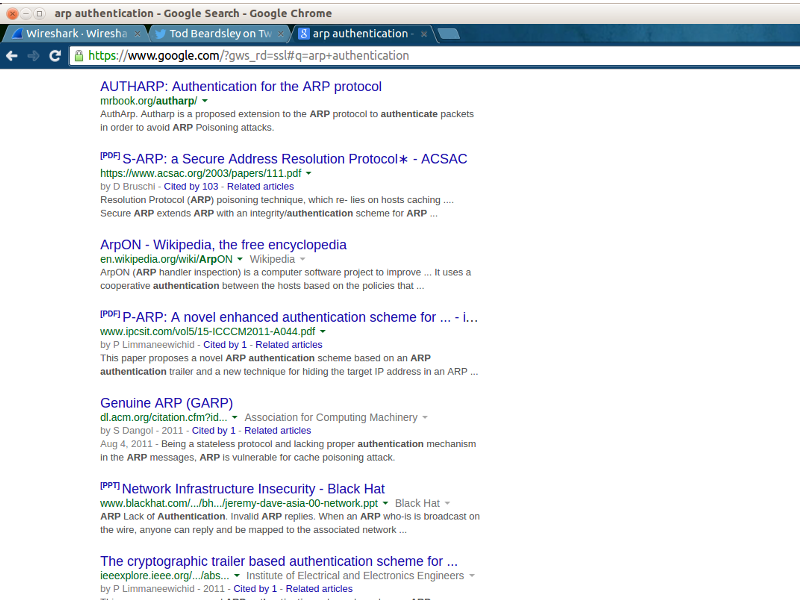 arp authentication - Google Search - Google Chrome
Wireshark · Wiresha
Tod Beardsley on Tw
arp authentication
https://www.google.com/?gws_rd=ssl#q=arp+authentication
AUTHARP: Authentication for the ARP protocol
mrbook.org/autharp/
AuthArp. Autharp is a proposed extension to the ARP protocol to authenticate packets
in order to avoid ARP Poisoning attacks.
[PDF] S-ARP: a Secure Address Resolution Protocol∗ - ACSAC
https://www.acsac.org/2003/papers/111.pdf
by D Bruschi - Cited by 103 - Related articles
Resolution Protocol (ARP) poisoning technique, which re- lies on hosts caching ....
Secure ARP extends ARP with an integrity/authentication scheme for ARP ...
ArpON - Wikipedia, the free encyclopedia
en.wikipedia.org/wiki/ArpON Wikipedia
ArpON (ARP handler inspection) is a computer software project to improve ... It uses a
cooperative authentication between the hosts based on the policies that ...
[PDF] P-ARP: A novel enhanced authentication scheme for ... - i...
www.ipcsit.com/vol5/15-ICCCM2011-A044.pdf
by P Limmaneewichid - Cited by 1 - Related articles
This paper proposes a novel ARP authentication scheme based on an ARP
authentication trailer and a new technique for hiding the target IP address in an ARP ...
Genuine ARP (GARP)
dl.acm.org/citation.cfm?id... Association for Computing Machinery
by S Dangol - 2011 - Cited by 1 - Related articles
Aug 4, 2011 - Being a stateless protocol and lacking proper authentication mechanism
in the ARP messages, ARP is vulnerable for cache poisoning attack.
[PPT] Network Infrastructure Insecurity - Black Hat
www.blackhat.com/.../bh.../jeremy-dave-asia-00-network.ppt Black Hat
ARP Lack of Authentication. Invalid ARP replies. When an ARP who-is is broadcast on
the wire, anyone can reply and be mapped to the associated network ...
The cryptographic trailer based authentication scheme for ...
ieeexplore.ieee.org/.../abs... Institute of Electrical and Electronics Engineers
by P Limmaneewichid - 2011 - Cited by 1 - Related articles